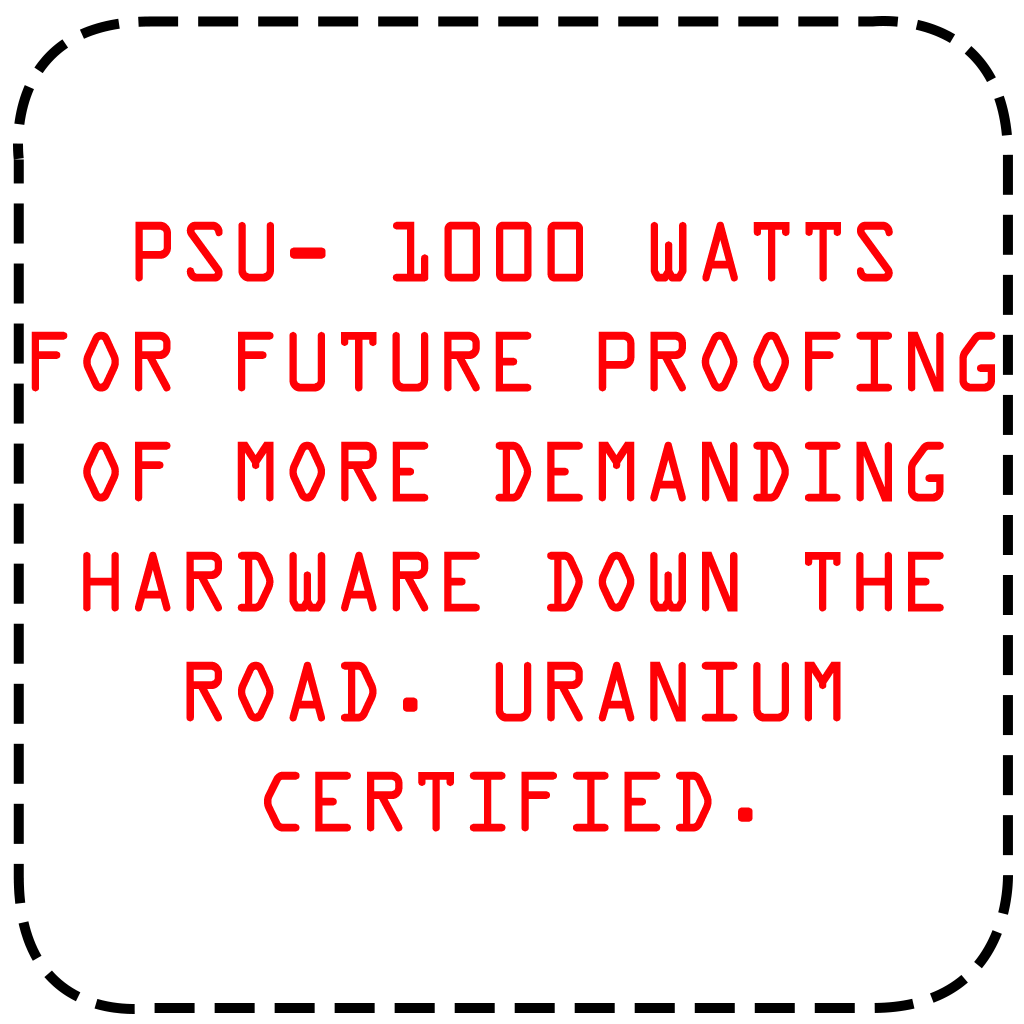 PSU- 1000 WATTS
FOR FUTURE PROOFING
OF MORE DEMANDING
HARDWARE DOWN THE
ROAD. URANIUM
CERTIFIED.